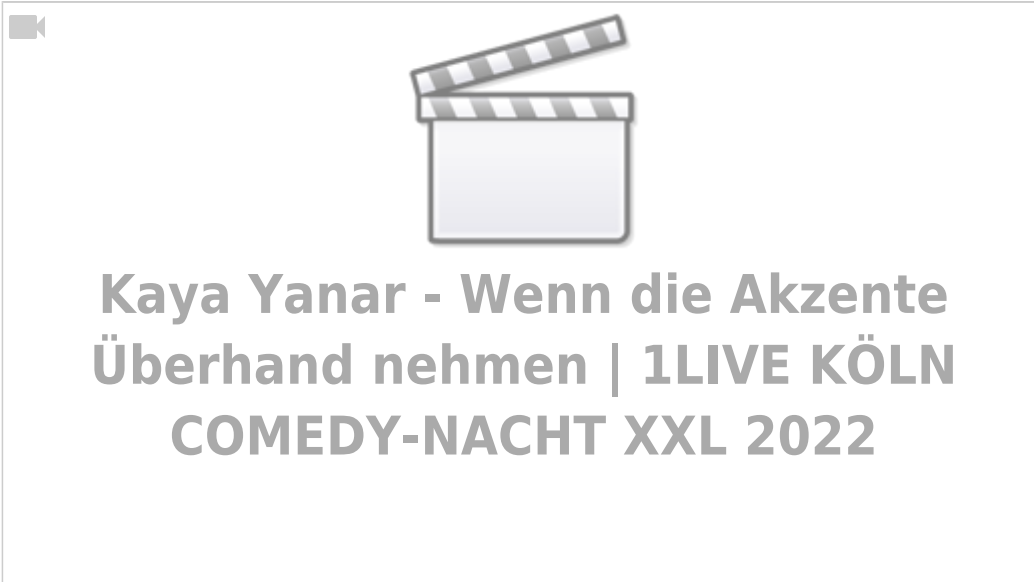 Kaya Yanar - Wenn die Akzente
Überhand nehmen | 1LIVE KÖLN
COMEDY-NACHT XXL 2022